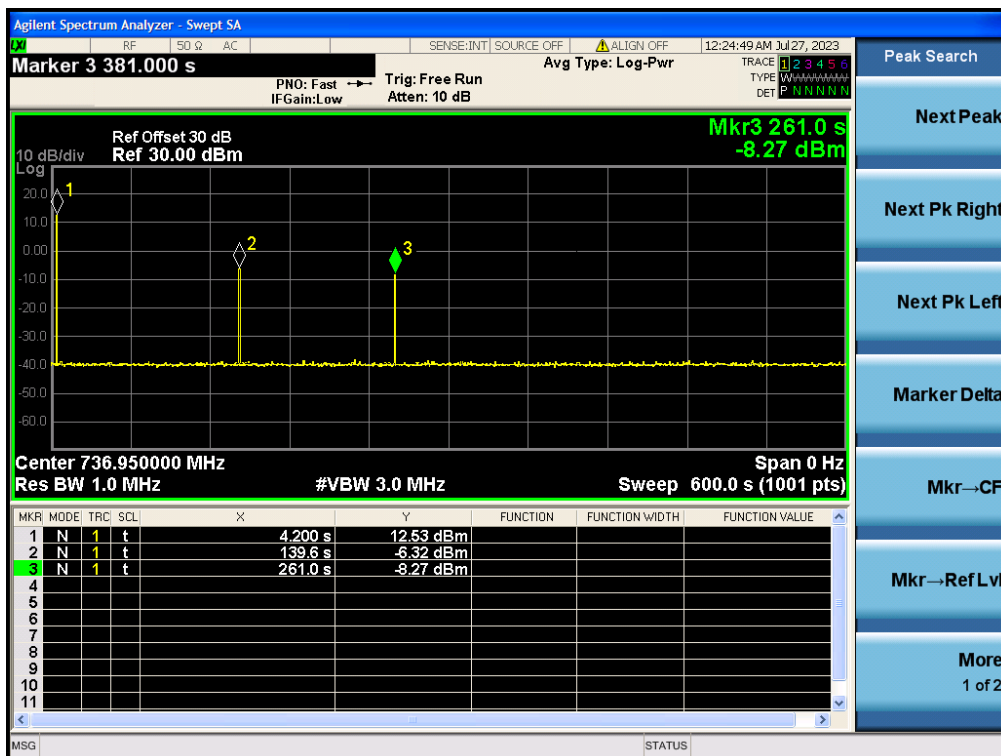 Agilent Spectrum Analyzer - Swept SA
LXI RF 50 Ω AC SENSE:INT SOURCE OFF ALIGN OFF 12:24:49 AM Jul 27, 2023
Marker 3 381.000 s
PNO: Fast
IFGain:Low
Trig: Free Run
Atten: 10 dB
Avg Type: Log-Pwr
TRACE 1 2 3 4 5 6
TYPE W
DET P N N N N N
Mkr3 261.0 s
-8.27 dBm
Ref Offset 30 dB
10 dB/div Ref 30.00 dBm
Log
20.0
10.0
0.00
-10.0
-20.0
-30.0
-40.0
-50.0
-60.0
1
2
3
Center 736.950000 MHz Span 0 Hz
Res BW 1.0 MHz #VBW 3.0 MHz Sweep 600.0 s (1001 pts)
MKR MODE TRC SCL X Y FUNCTION FUNCTION WIDTH FUNCTION VALUE
1 N 1 t 4.200 s 12.53 dBm
2 N 1 t 139.6 s -6.32 dBm
3 N 1 t 261.0 s -8.27 dBm
4
5
6
7
8
9
10
11
MSG STATUS
Peak Search
Next Peak
Next Pk Right
Next Pk Left
Marker Delta
Mkr→CF
Mkr→Ref Lvl
More
1 of 2